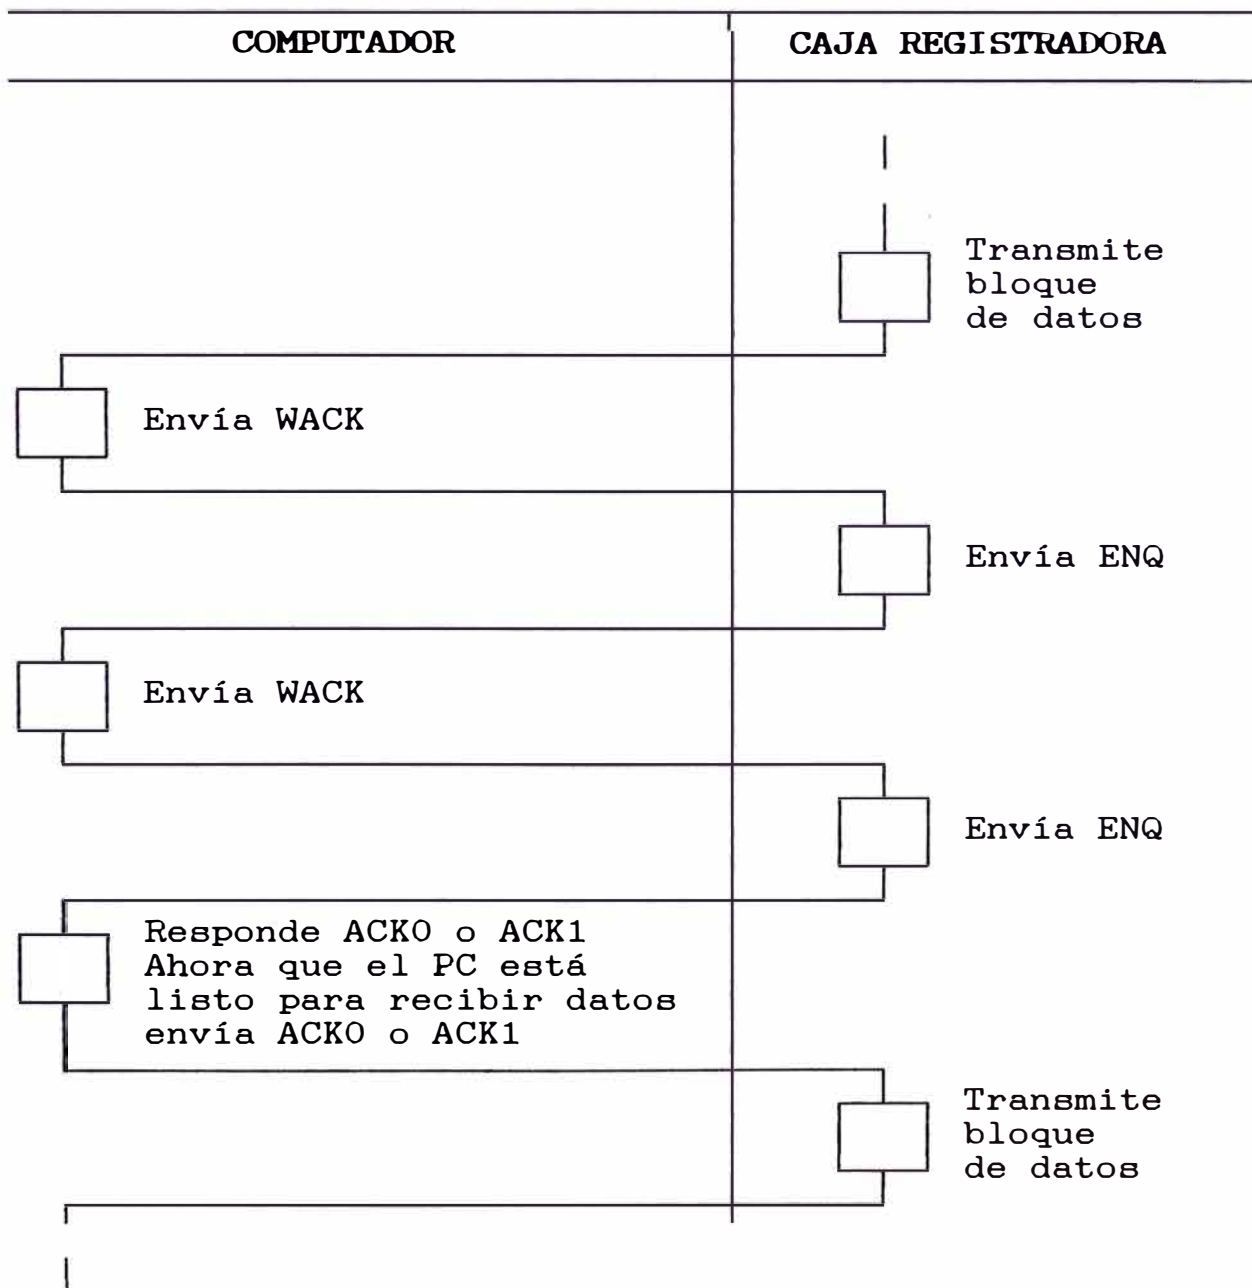 COMPUTADOR
CAJA REGISTRADORA
Transmite
bloque
de datos
Envía WACK
Envía ENQ
Envía WACK
Envía ENQ
Responde ACK0 o ACK1
Ahora que el PC está
listo para recibir datos
envía ACK0 o ACK1
Transmite
bloque
de datos